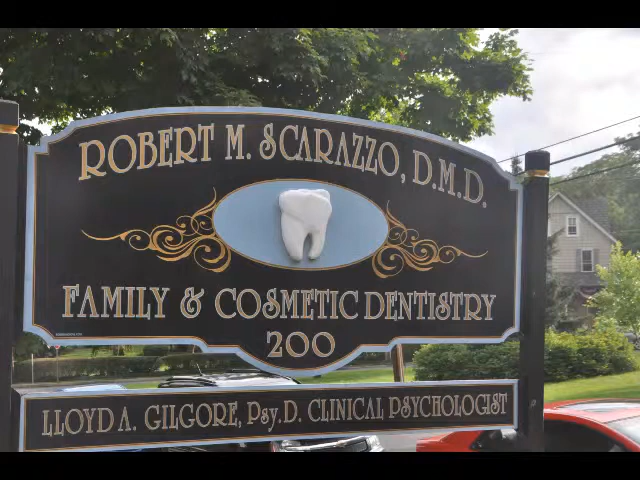 ROBERT M. SCARAZZO, D.M.D.
FAMILY & COSMETIC DENTISTRY
200
LLOYD A. GILGORE, Psy.D. CLINICAL PSYCHOLOGIST